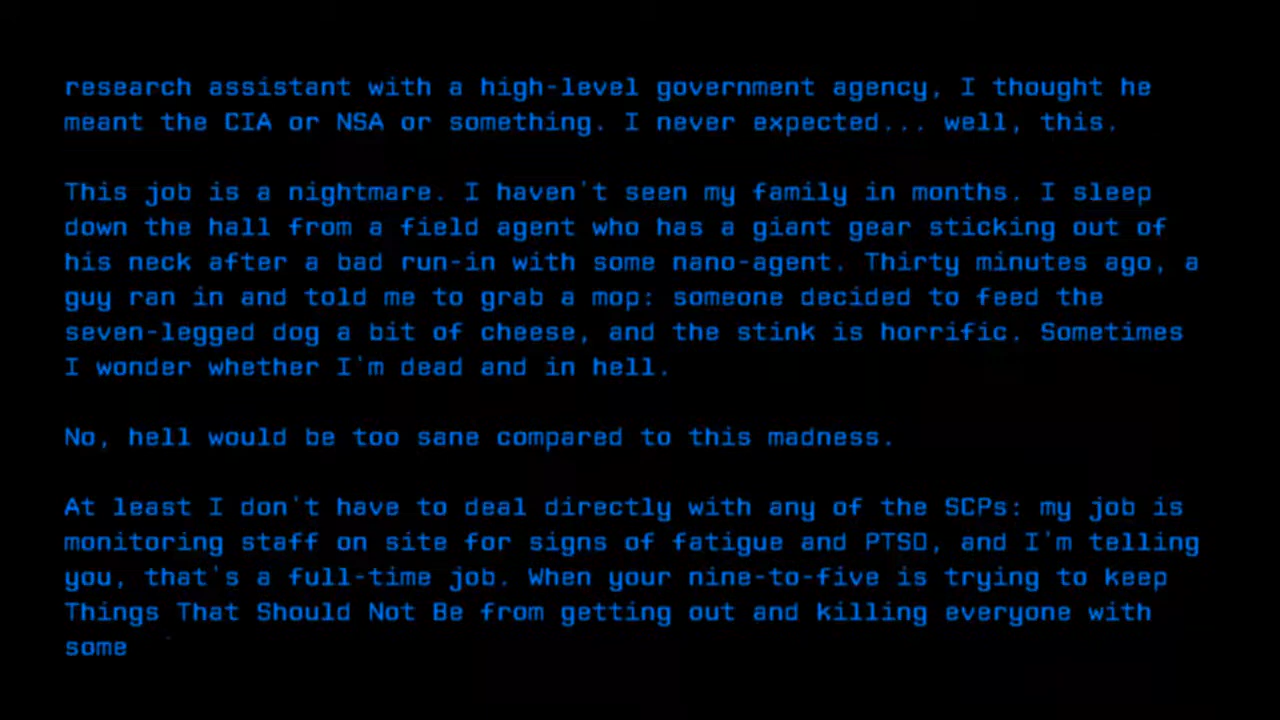 research assistant with a high-level government agency, I thought he
meant the CIA or NSA or something. I never expected... well, this.
This job is a nightmare. I haven't seen my family in months. I sleep
down the hall from a field agent who has a giant gear sticking out of
his neck after a bad run-in with some nano-agent. Thirty minutes ago, a
guy ran in and told me to grab a mop: someone decided to feed the
seven-legged dog a bit of cheese, and the stink is horrific. Sometimes
I wonder whether I'm dead and in hell.
No, hell would be too sane compared to this madness.
At least I don't have to deal directly with any of the SCPs: my job is
monitoring staff on site for signs of fatigue and PTSD, and I'm telling
you, that's a full-time job. When your nine-to-five is trying to keep
Things That Should Not Be from getting out and killing everyone with
some